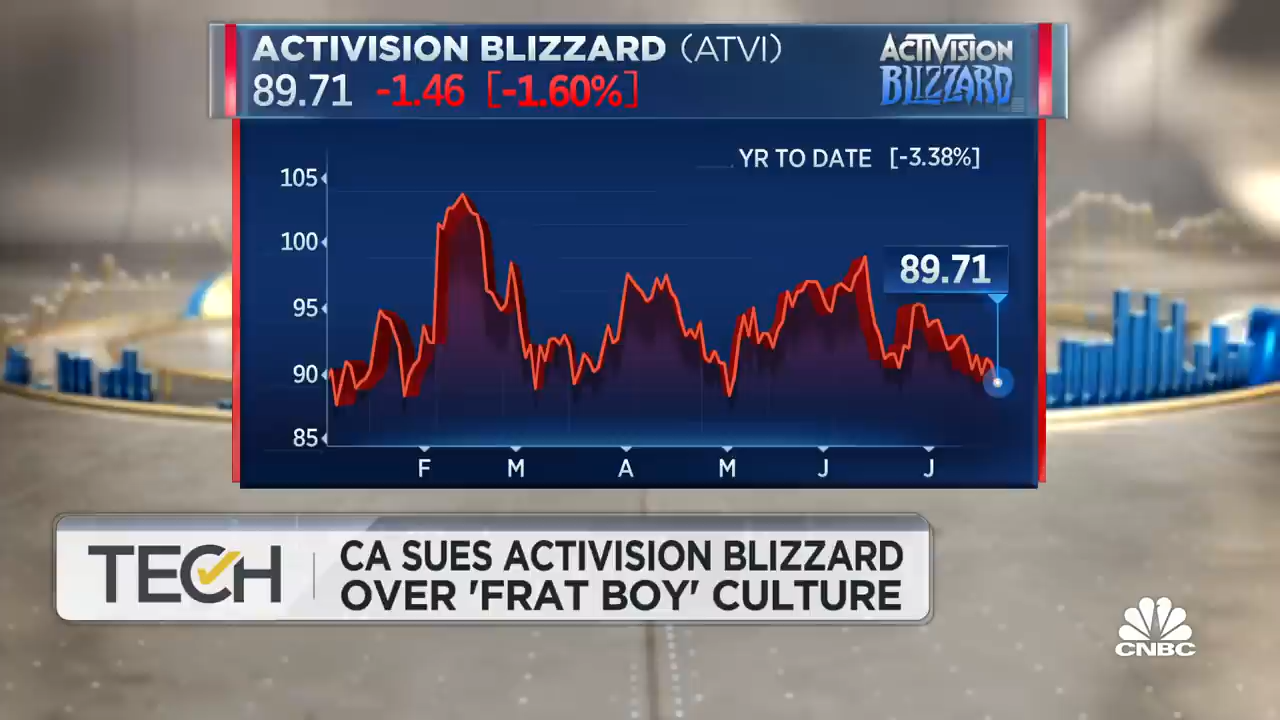 ACTIVISION BLIZZARD (ATVI)
89.71 -1.46 [-1.60%]
ACTIVISION
BLIZZARD
YR TO DATE [-3.38%]
105
100
95
90
85
89.71
F M A M J J
TECH
CA SUES ACTIVISION BLIZZARD
OVER 'FRAT BOY' CULTURE
CNBC